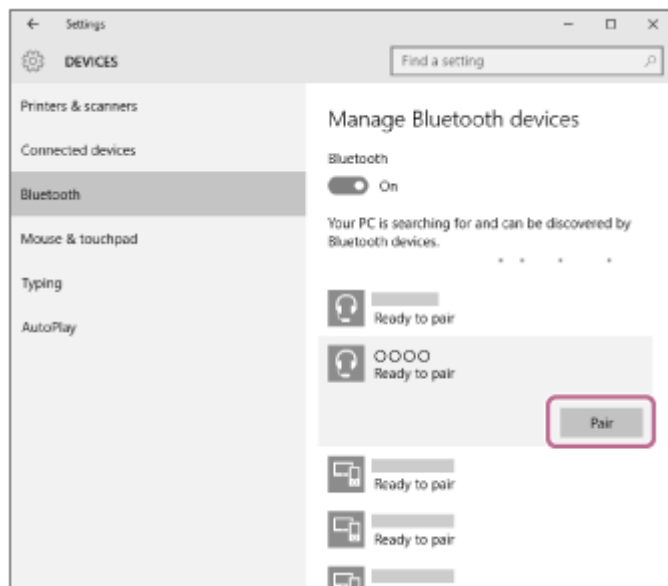 Settings
DEVICES
Find a setting
Printers & scanners
Connected devices
Bluetooth
Mouse & touchpad
Typing
AutoPlay
Manage Bluetooth devices
Bluetooth
On
Your PC is searching for and can be discovered by
Bluetooth devices.
Ready to pair
OOOO
Ready to pair
Pair
Ready to pair
Ready to pair